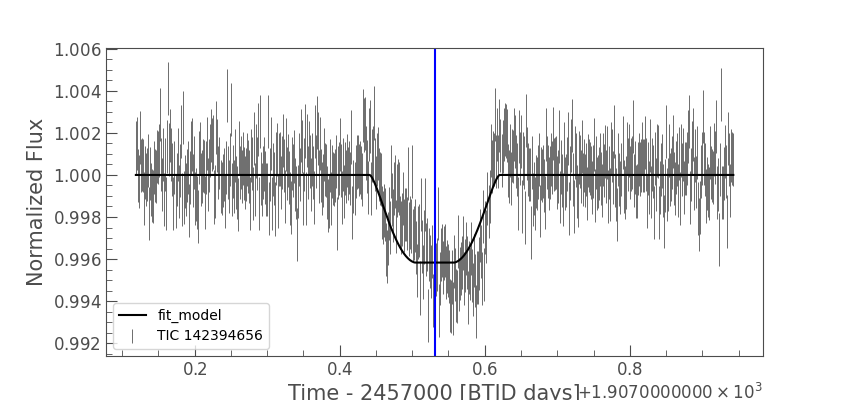 1.006
1.004
1.002
1.000
0.998
0.996
0.994
0.992
Normalized Flux
fit_model
TIC 142394656
0.2 0.4 0.6 0.8
Time - 2457000 [BTJD days]
+1.9070000000 × 10³